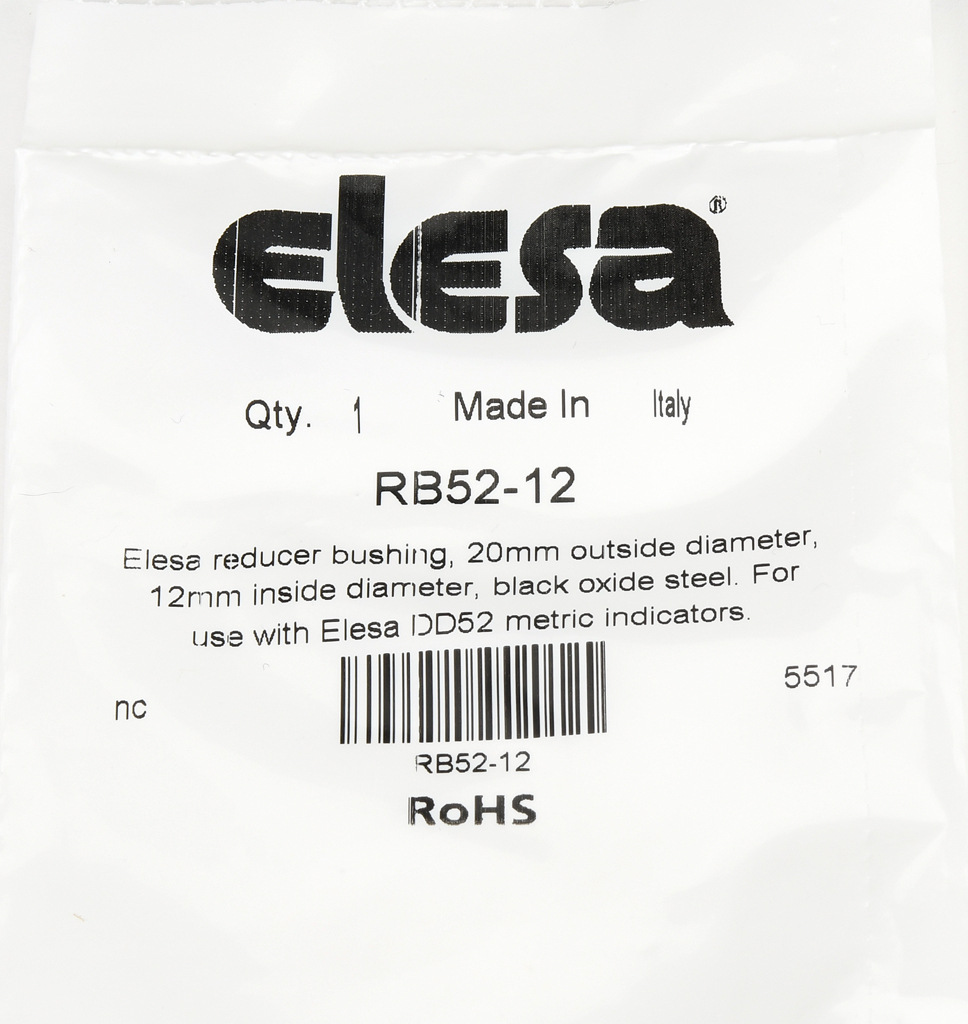 elesa®
Qty. 1 Made In Italy
RB52-12
Elesa reducer bushing, 20mm outside diameter,
12mm inside diameter, black oxide steel. For
use with Elesa DD52 metric indicators.
nc 5517
RB52-12
RoHS